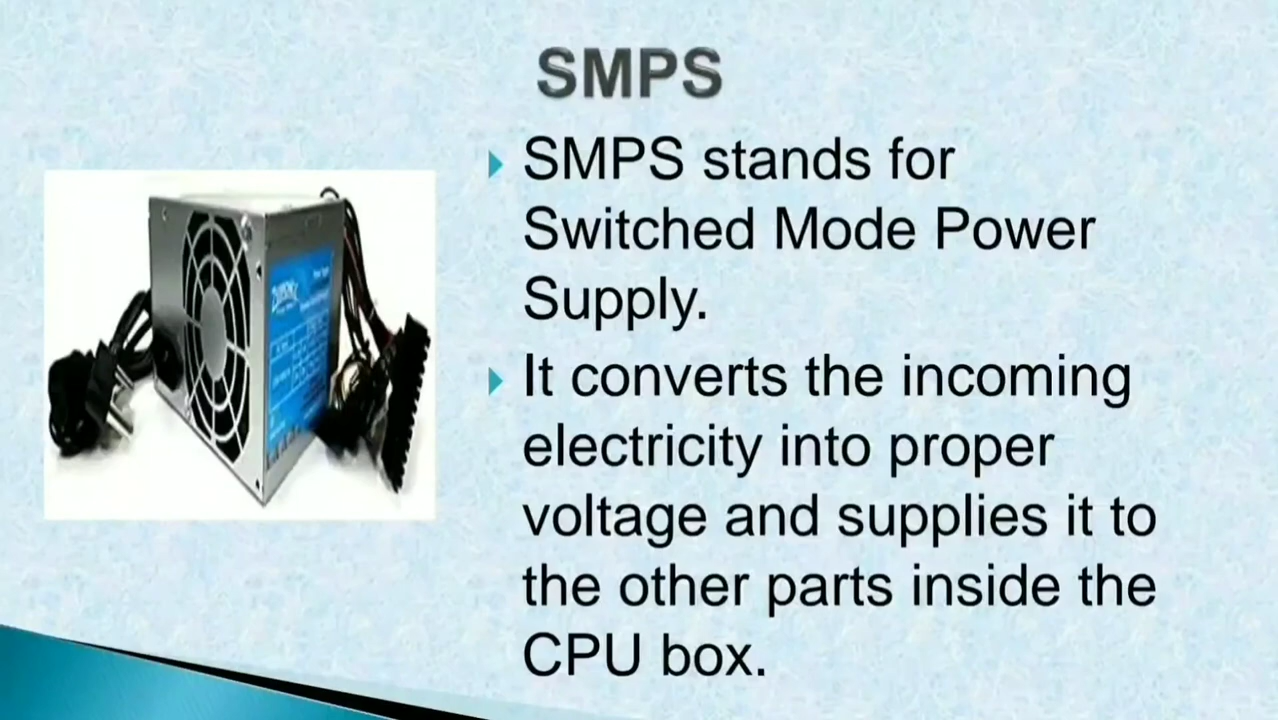 SMPS
SMPS stands for
Switched Mode Power
Supply.
It converts the incoming
electricity into proper
voltage and supplies it to
the other parts inside the
CPU box.